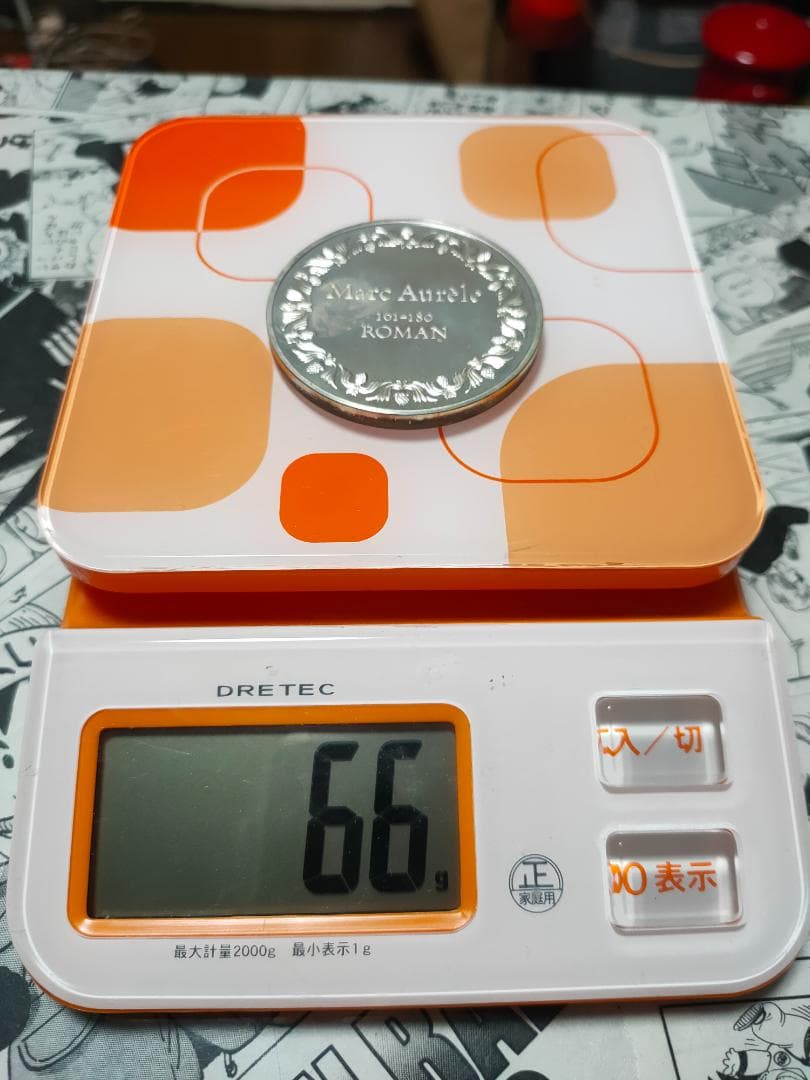 Marc Aurèle
161-180
ROMAN
DRETEC
66g
入／切
0表示
正
家庭用
最大計量2000g 最小表示1g